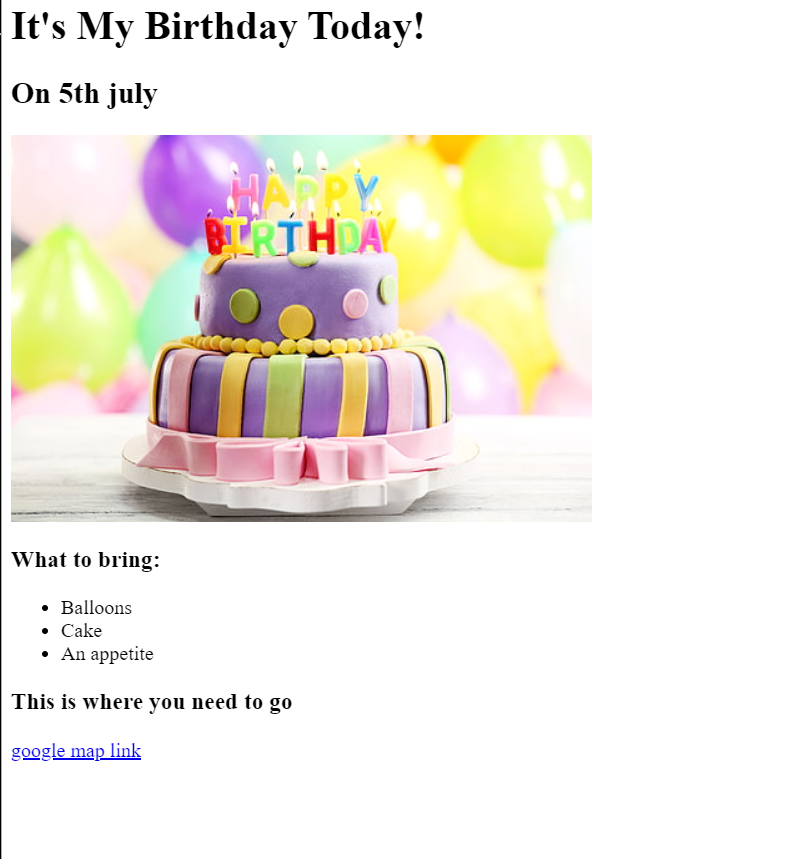 It's My Birthday Today!
On 5th july
HAPPY
BIRTHDAY
What to bring:
Balloons
Cake
An appetite
This is where you need to go
google map link